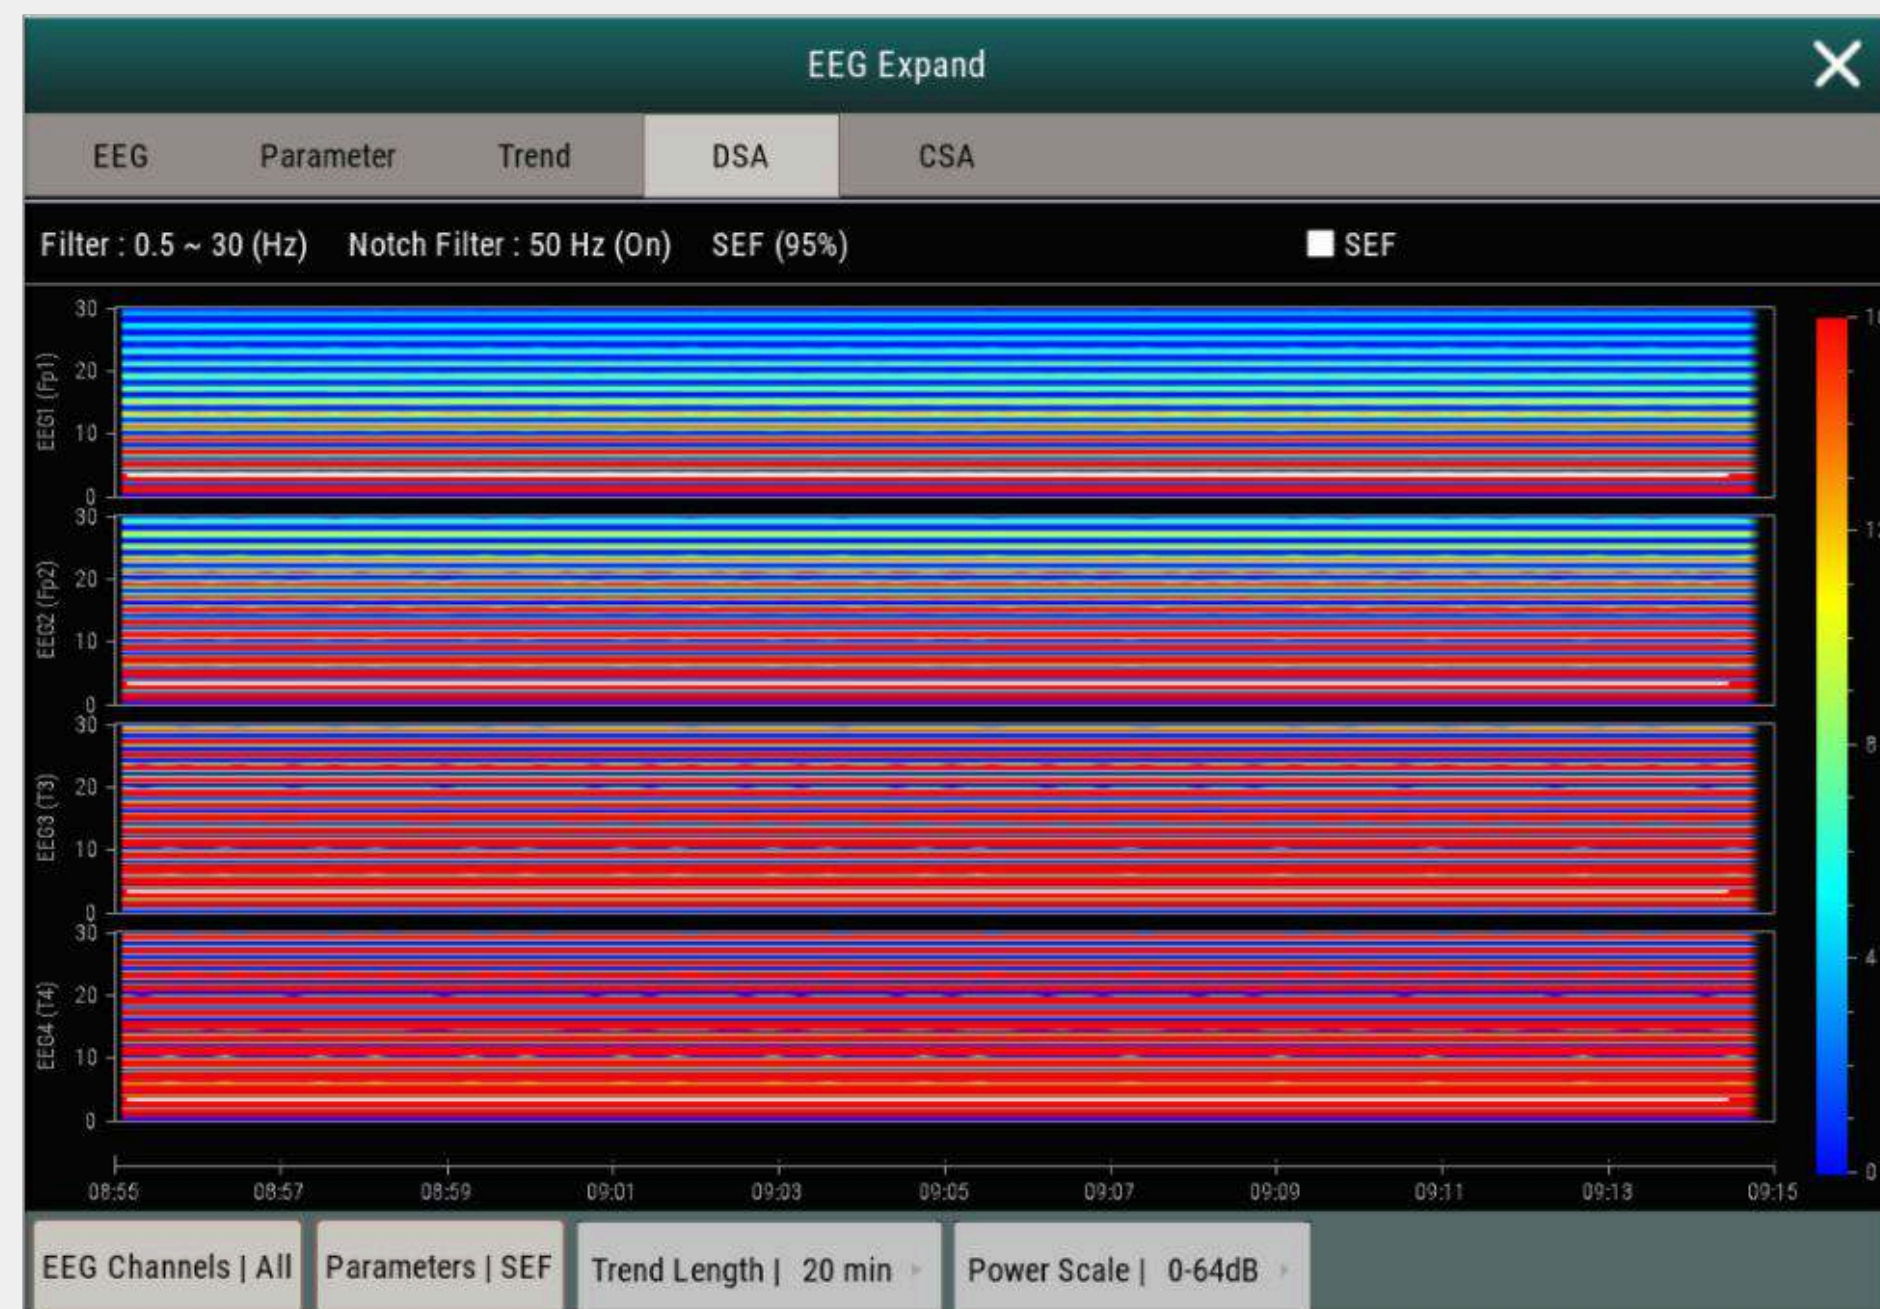 EEG Expand
EEG Parameter Trend DSA CSA
Filter : 0.5 ~ 30 (Hz) Notch Filter : 50 Hz (On) SEF (95%) SEF
30
20
10
0
EEG1 (Fp1)
30
20
10
0
EEG2 (Fp2)
30
20
10
0
EEG3 (T3)
30
20
10
0
EEG4 (T4)
8
4
0
08:55 08:57 08:59 09:01 09:03 09:05 09:07 09:09 09:11 09:13 09:15
EEG Channels | All Parameters | SEF Trend Length | 20 min Power Scale | 0-64dB